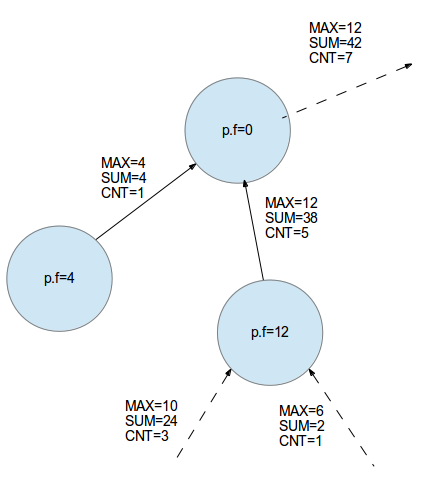 MAX=12
SUM=42
CNT=7
p.f=0
MAX=4
SUM=4
CNT=1
MAX=12
SUM=38
CNT=5
p.f=4
p.f=12
MAX=10
SUM=24
CNT=3
MAX=6
SUM=2
CNT=1